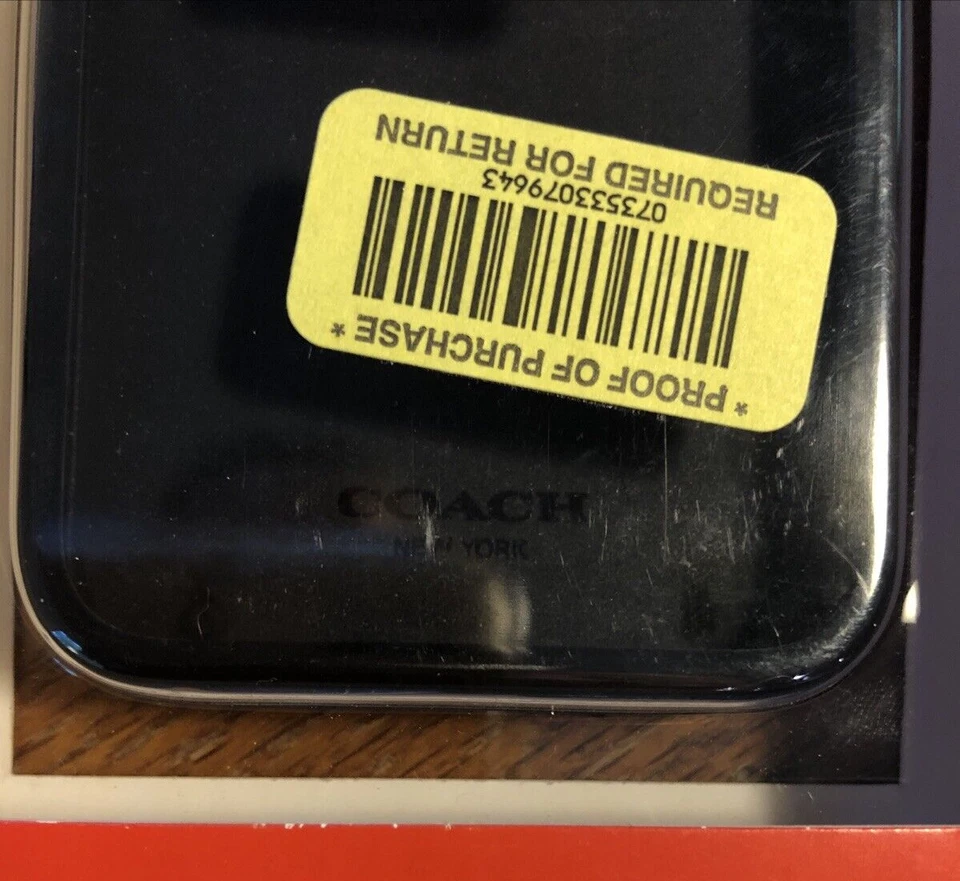 * PROOF OF PURCHASE *
073533079643
REQUIRED FOR RETURN
COACH
NEW YORK